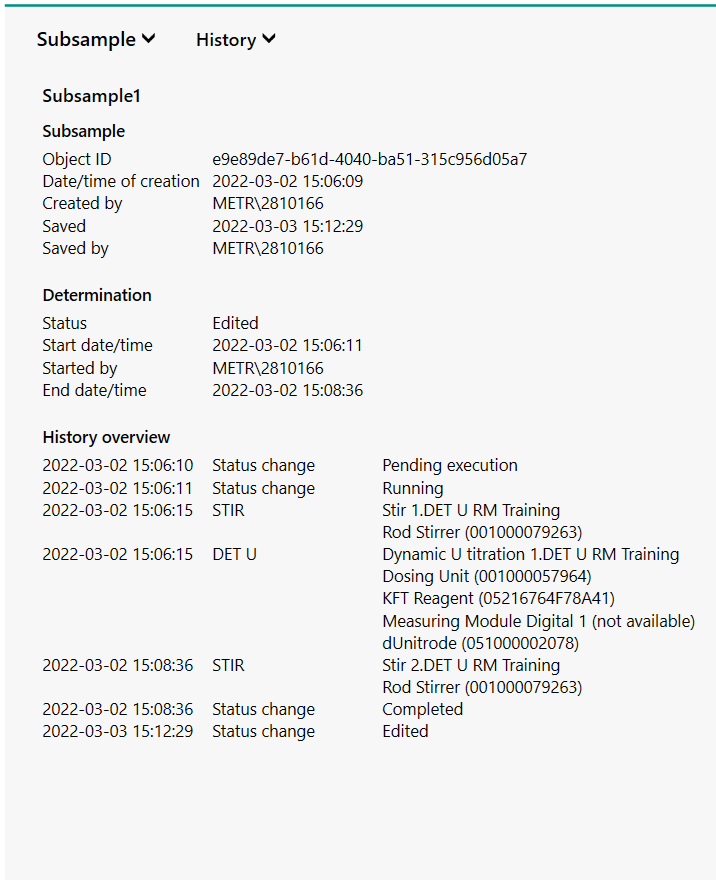 Subsample History
Subsample1
Subsample
Object ID e9e89de7-b61d-4040-ba51-315c956d05a7
Date/time of creation 2022-03-02 15:06:09
Created by METR\2810166
Saved 2022-03-03 15:12:29
Saved by METR\2810166
Determination
Status Edited
Start date/time 2022-03-02 15:06:11
Started by METR\2810166
End date/time 2022-03-02 15:08:36
History overview
2022-03-02 15:06:10 Status change Pending execution
2022-03-02 15:06:11 Status change Running
2022-03-02 15:06:15 STIR Stir 1.DET U RM Training
Rod Stirrer (001000079263)
2022-03-02 15:06:15 DET U Dynamic U titration 1.DET U RM Training
Dosing Unit (001000057964)
KFT Reagent (05216764F78A41)
Measuring Module Digital 1 (not available)
dUnitrode (051000002078)
2022-03-02 15:08:36 STIR Stir 2.DET U RM Training
Rod Stirrer (001000079263)
2022-03-02 15:08:36 Status change Completed
2022-03-03 15:12:29 Status change Edited